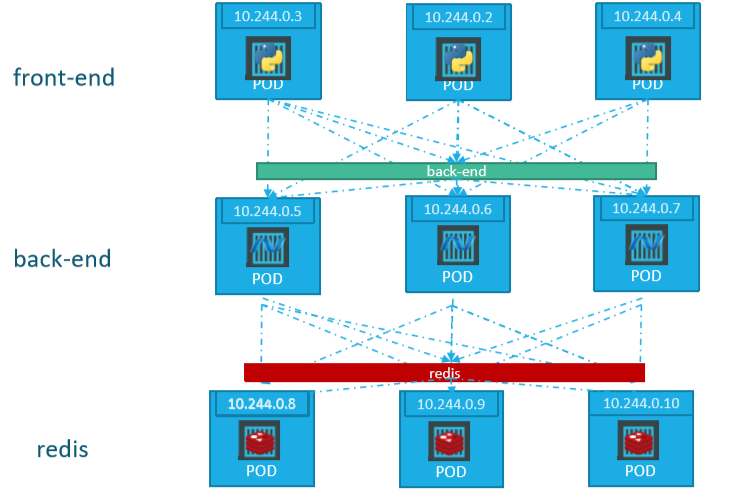 10.244.0.3
10.244.0.2
10.244.0.4
front-end
POD
POD
POD
back-end
10.244.0.5
10.244.0.6
10.244.0.7
back-end
POD
POD
POD
redis
10.244.0.8
10.244.0.9
10.244.0.10
redis
POD
POD
POD